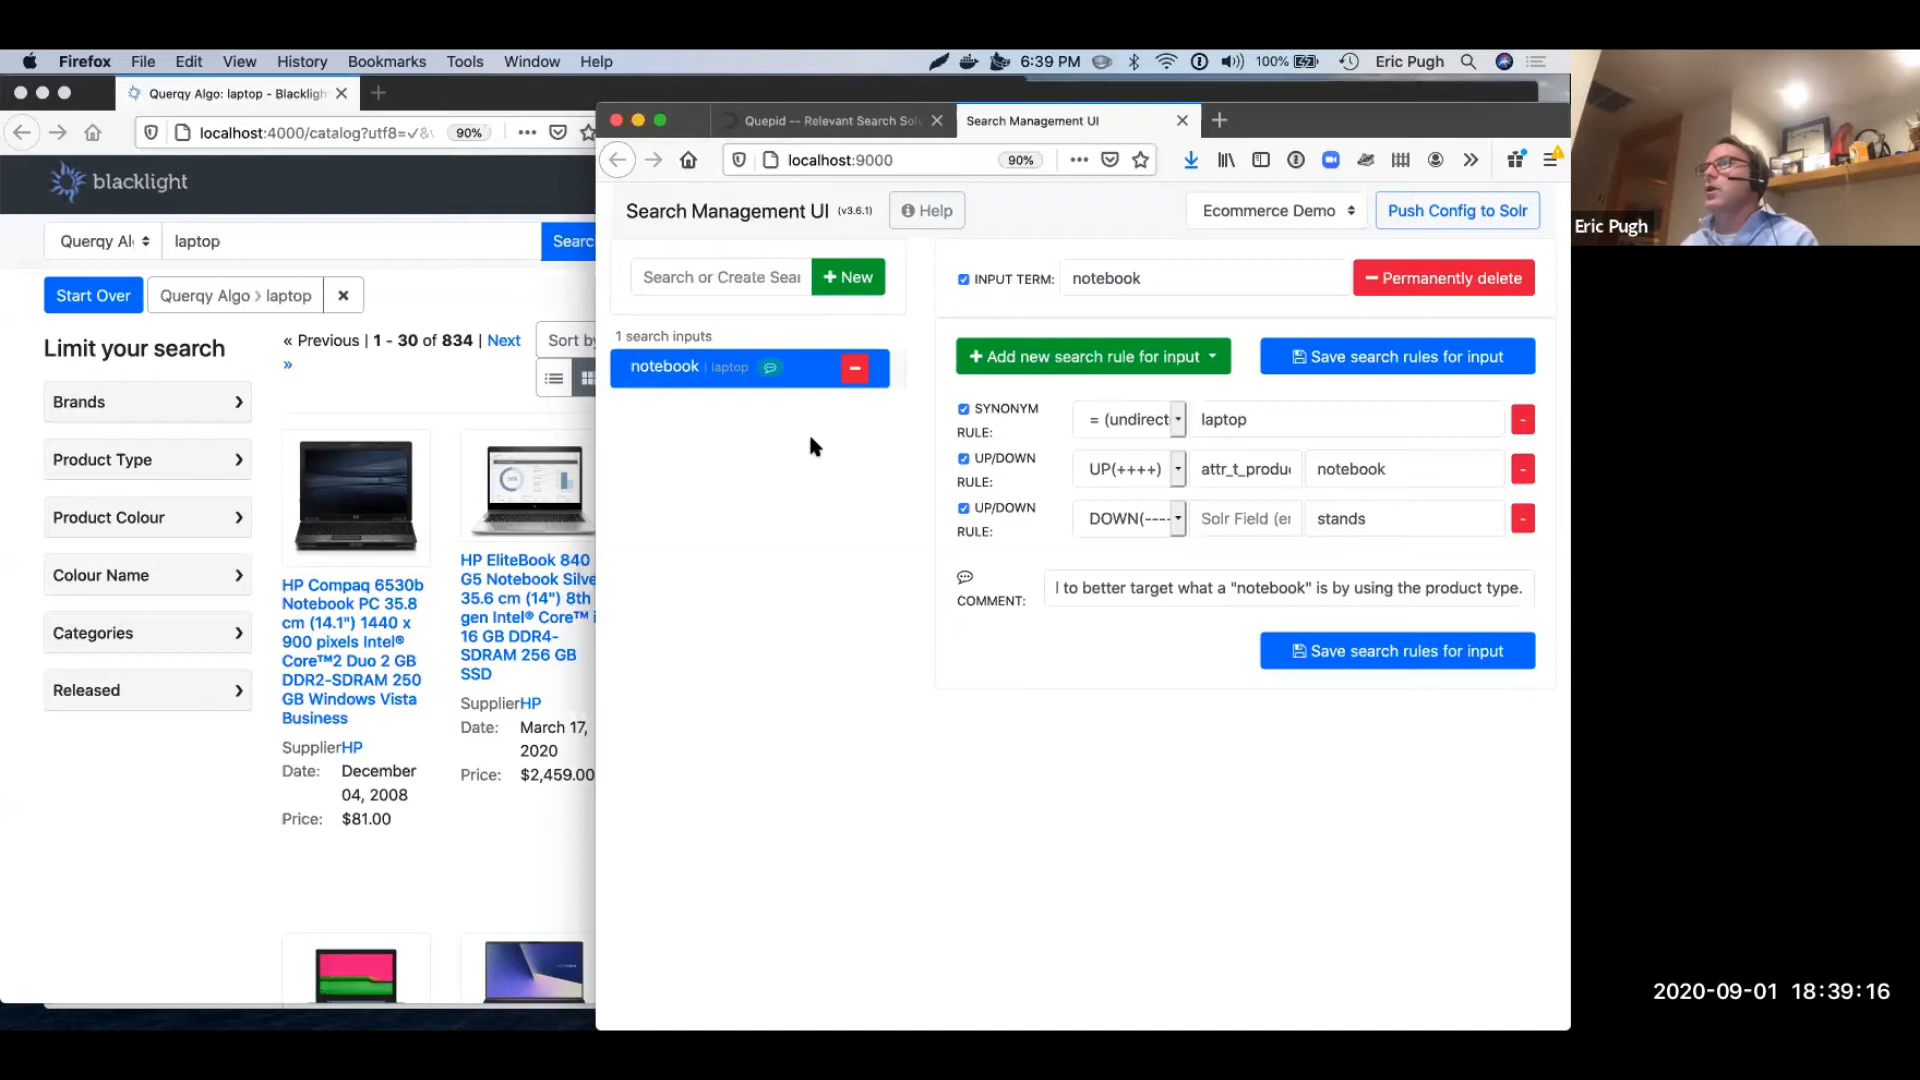 Firefox File Edit View History Bookmarks Tools Window Help 6:39 PM 100% Eric Pugh
Querqy Algo: laptop - Blackligh
localhost:4000/catalog?utf8=✓& 90%
blacklight
Querqy Al laptop Searc
Start Over Querqy Algo > laptop ×
Limit your search
Brands
Product Type
Product Colour
Colour Name
Categories
Released
« Previous | 1 - 30 of 834 | Next
»
Sort by
HP Compaq 6530b
Notebook PC 35.8
cm (14.1") 1440 x
900 pixels Intel®
Core™2 Duo 2 GB
DDR2-SDRAM 250
GB Windows Vista
Business
SupplierHP
Date: December
04, 2008
Price: $81.00
HP EliteBook 840
G5 Notebook Silve
35.6 cm (14") 8th
gen Intel® Core™ i
16 GB DDR4-
SDRAM 256 GB
SSD
SupplierHP
Date: March 17,
2020
Price: $2,459.00
Quepid -- Relevant Search Sol
Search Management UI
localhost:9000 90%
Search Management UI (v3.6.1) Help Ecommerce Demo Push Config to Solr
Search or Create Sear + New
1 search inputs
notebook | laptop
INPUT TERM: notebook Permanently delete
+ Add new search rule for input Save search rules for input
SYNONYM
RULE:
= (undirect laptop -
UP/DOWN
RULE:
UP(++++) attr_t_produ notebook -
UP/DOWN
RULE:
DOWN(---- Solr Field (er stands -
COMMENT:
l to better target what a "notebook" is by using the product type.
Save search rules for input
Eric Pugh
2020-09-01 18:39:16